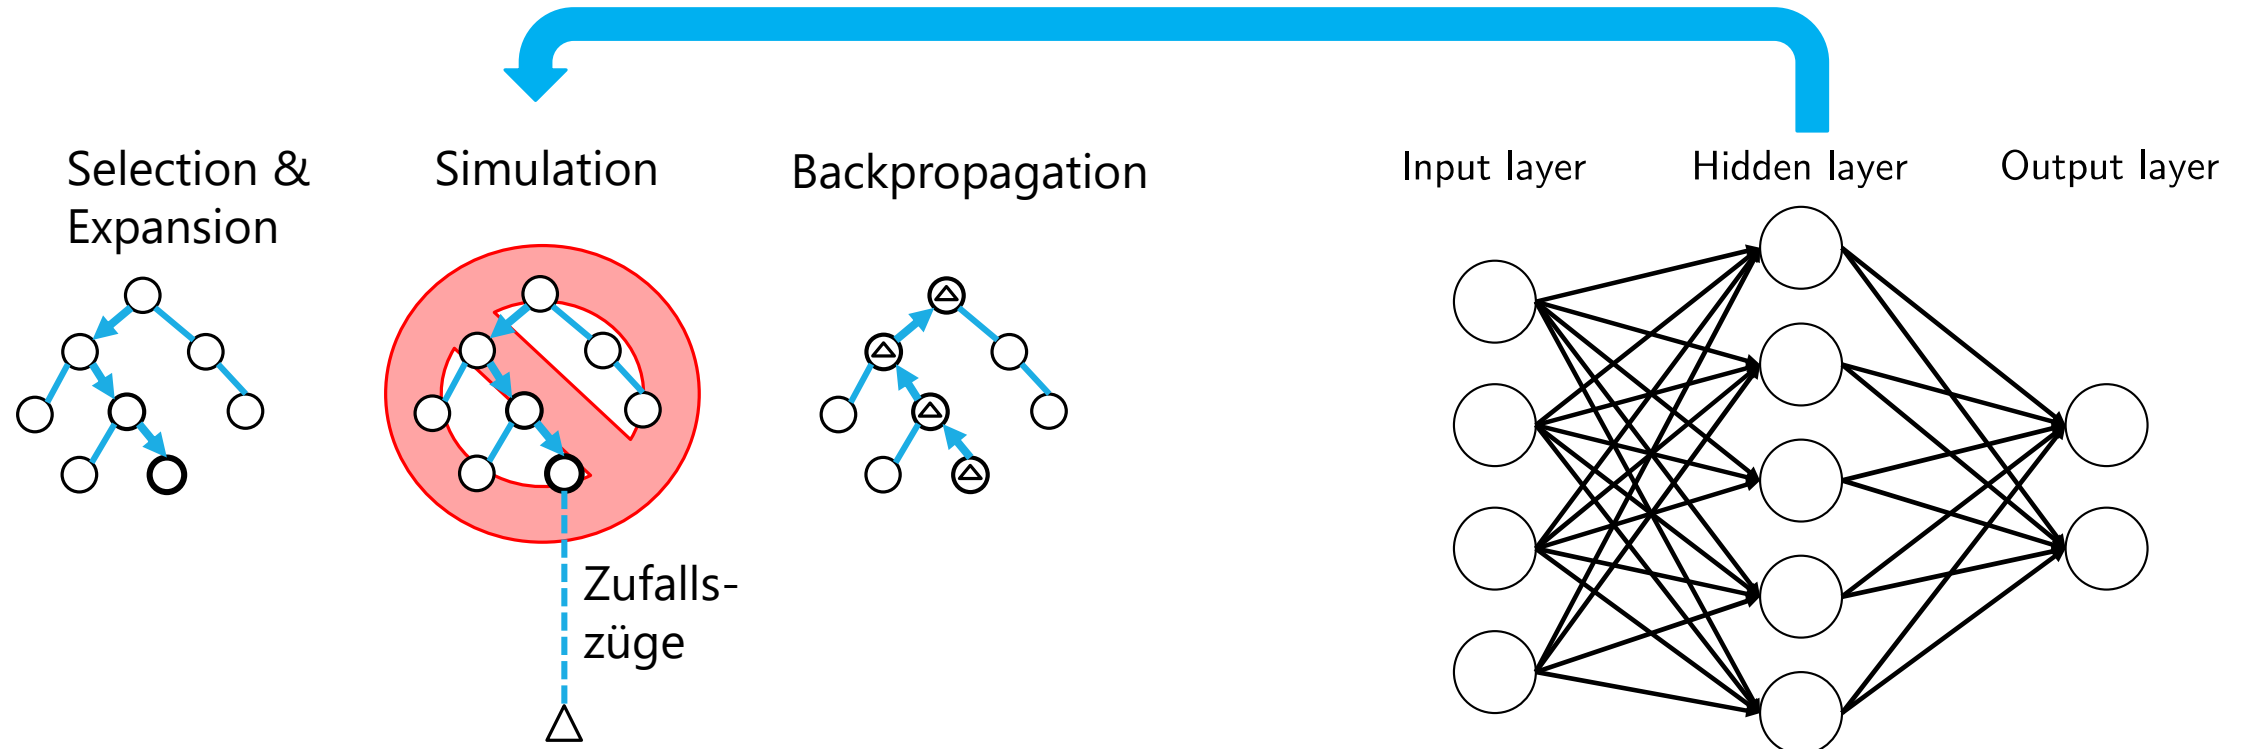 Selection &
Expansion
Simulation
Backpropagation
Input layer
Hidden layer
Output layer
Zufalls-
züge